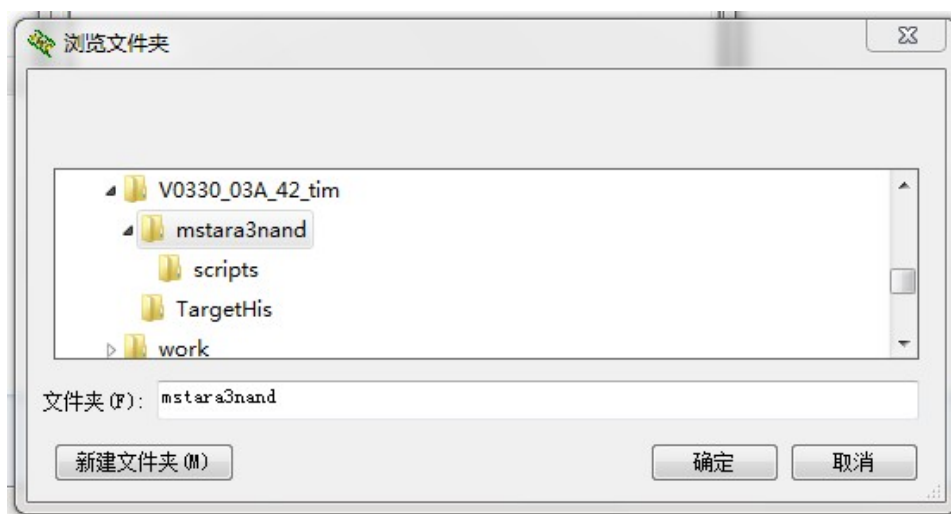 浏览文件夹
V0330_03A_42_tim
mstara3nand
scripts
TargetHis
work
文件夹(F): mstara3nand
新建文件夹(M) 确定 取消